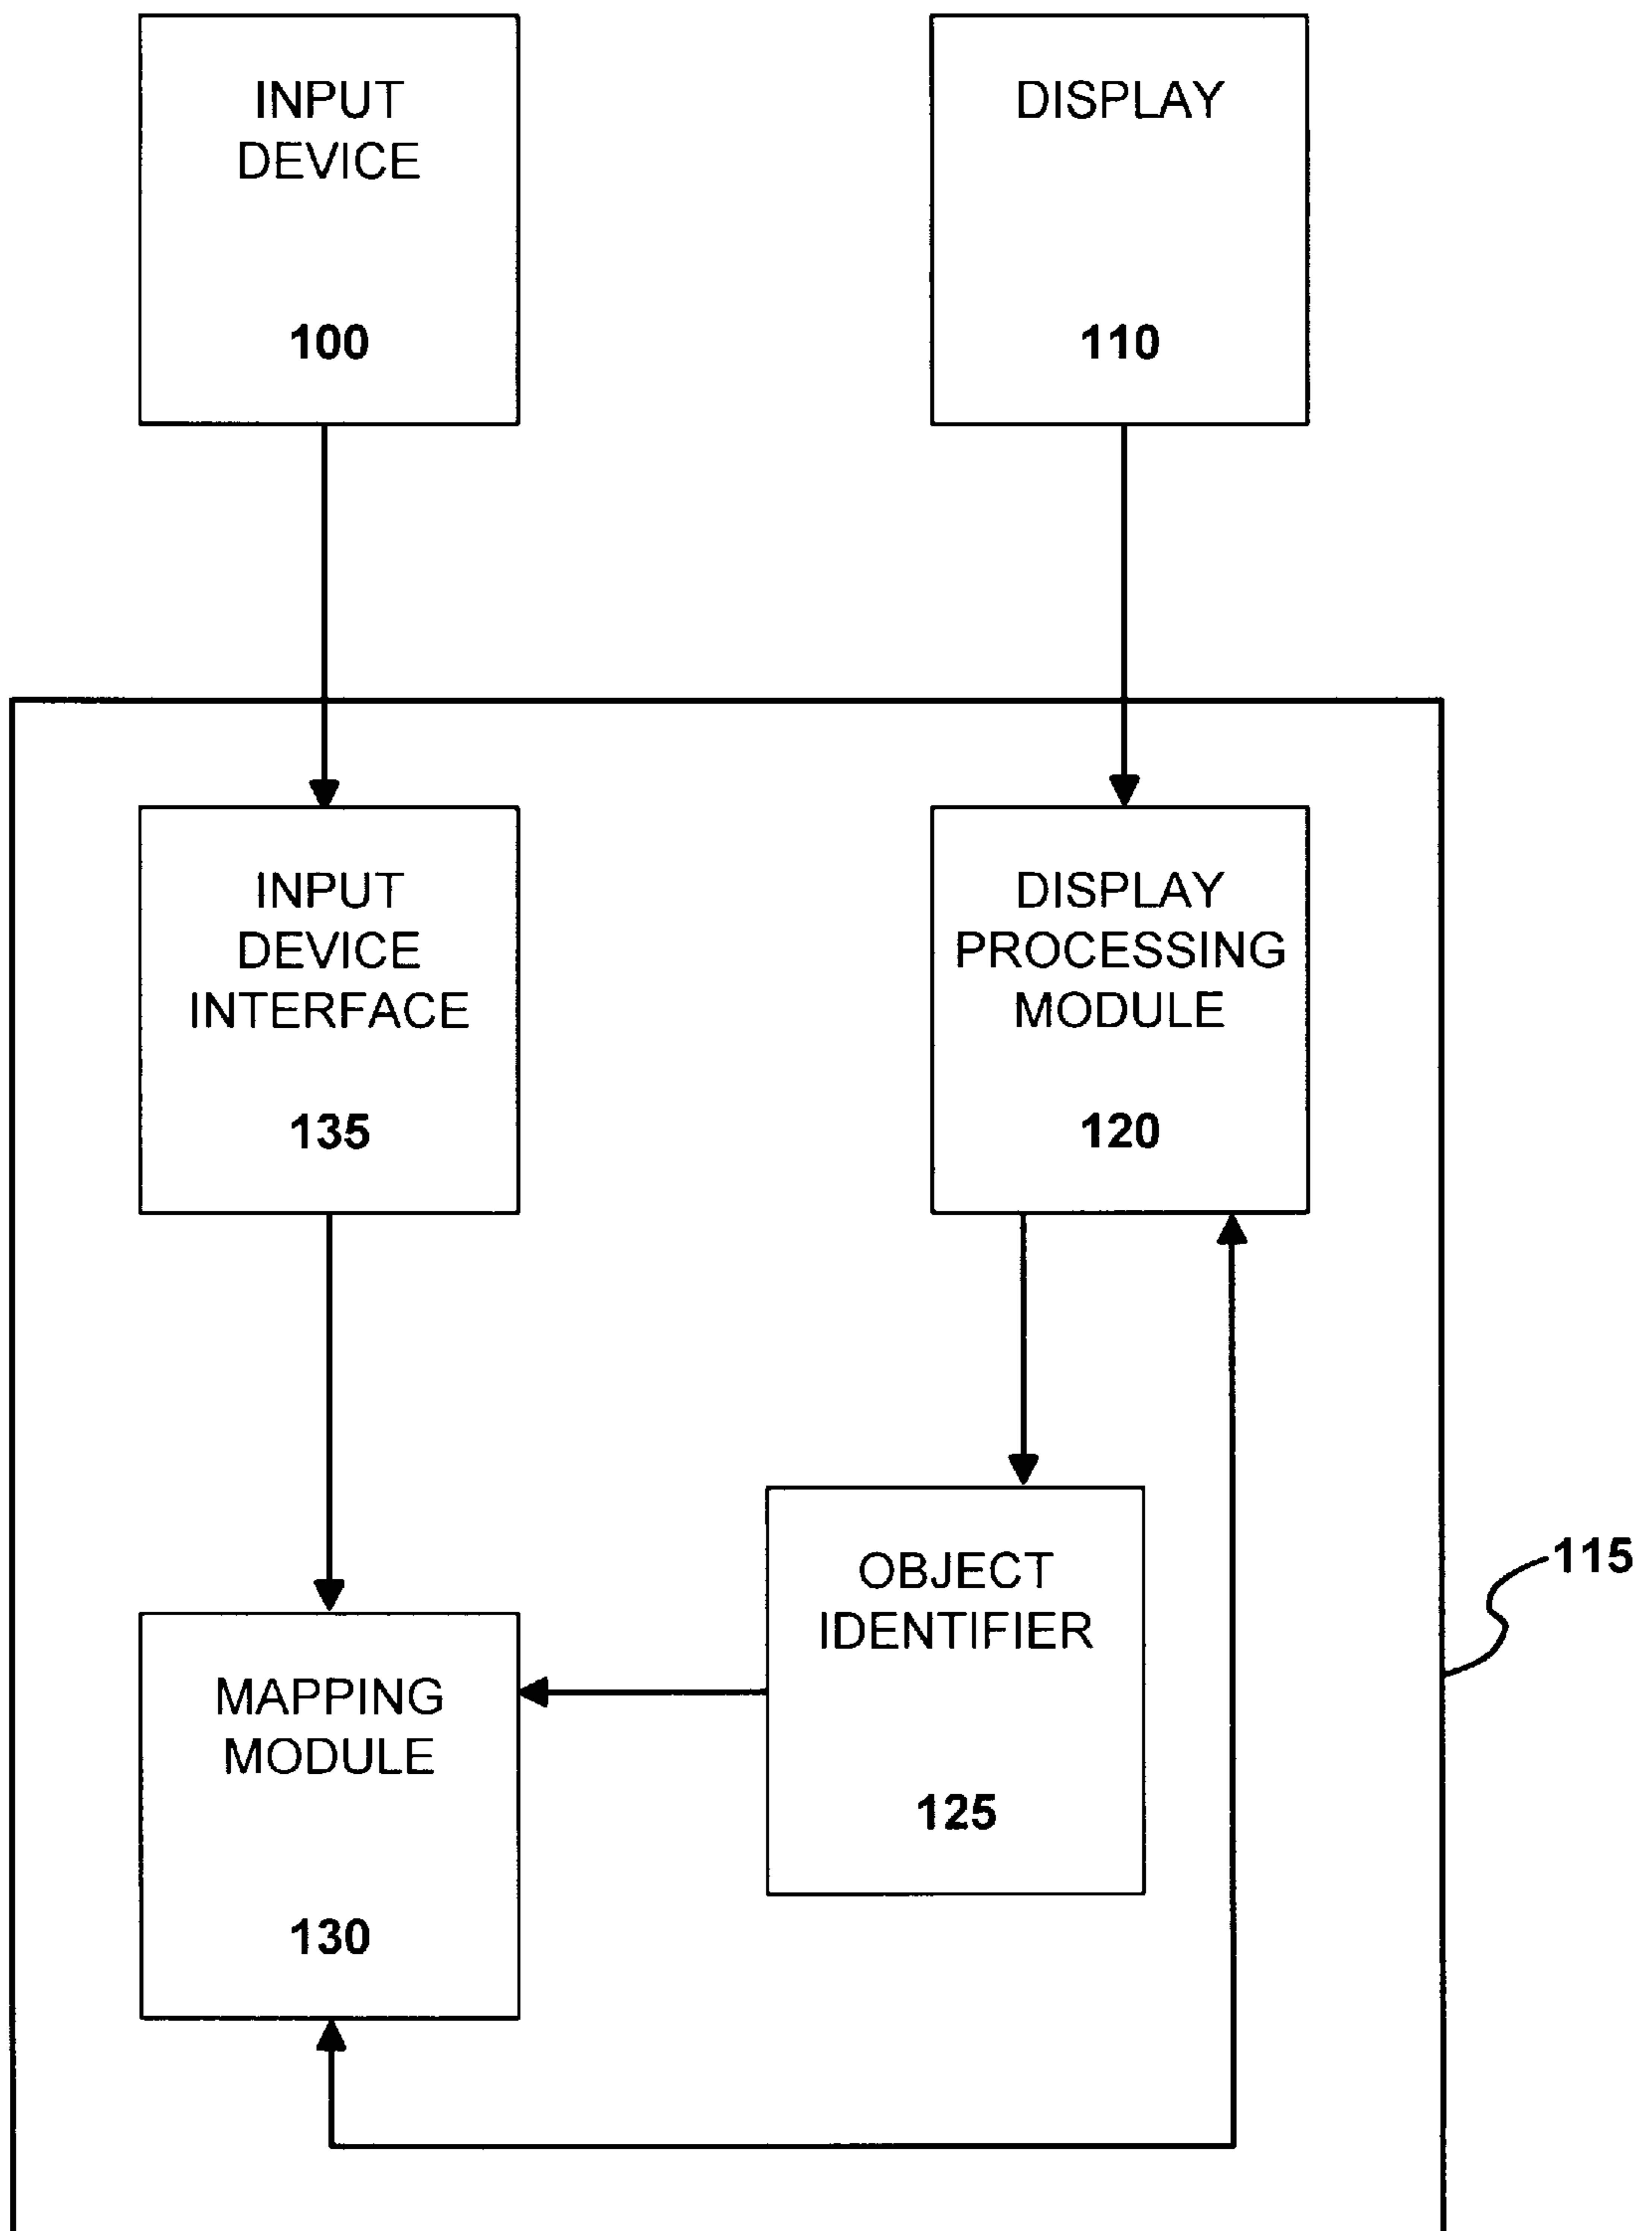 INPUT
DEVICE
100
DISPLAY
110
INPUT
DEVICE
INTERFACE
135
DISPLAY
PROCESSING
MODULE
120
OBJECT
IDENTIFIER
125
115
MAPPING
MODULE
130